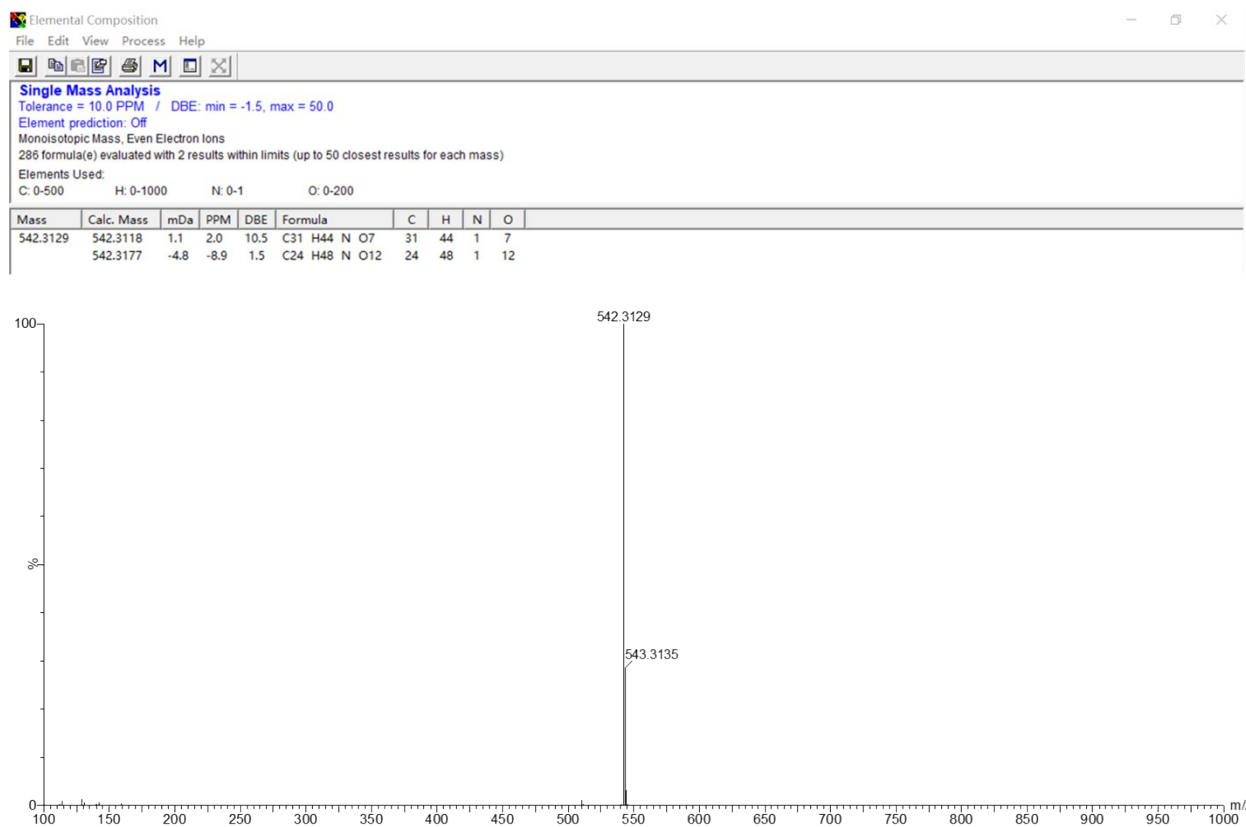 Elemental Composition
File Edit View Process Help
M
Single Mass Analysis
Tolerance = 10.0 PPM / DBE: min = -1.5, max = 50.0
Element prediction: Off
Monoisotopic Mass, Even Electron Ions
286 formula(e) evaluated with 2 results within limits (up to 50 closest results for each mass)
Elements Used:
C: 0-500 H: 0-1000 N: 0-1 O: 0-200
Mass Calc. Mass mDa PPM DBE Formula C H N O
542.3129 542.3118 1.1 2.0 10.5 C31 H44 N O7 31 44 1 7
542.3177 -4.8 -8.9 1.5 C24 H48 N O12 24 48 1 12
542.3129
100
543.3135
%
0
m/
100 150 200 250 300 350 400 450 500 550 600 650 700 750 800 850 900 950 1000